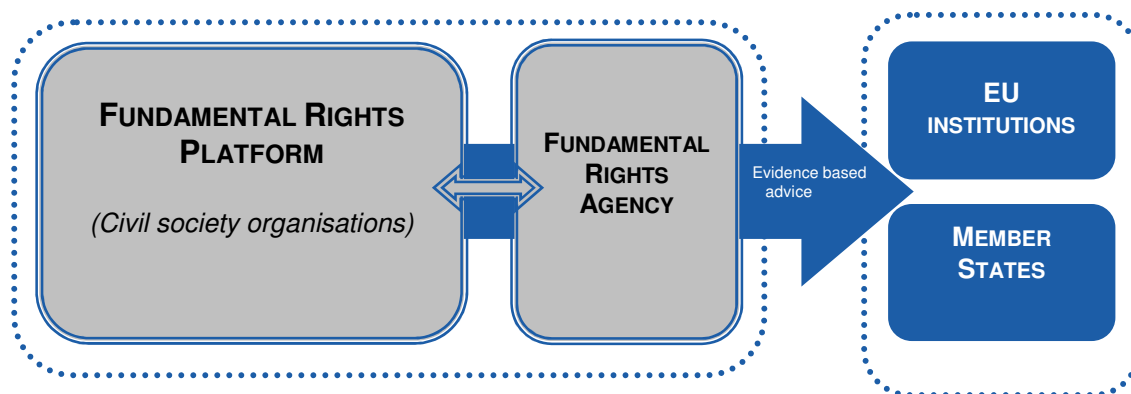 FUNDAMENTAL RIGHTS
PLATFORM
(Civil society organisations)
FUNDAMENTAL
RIGHTS
AGENCY
Evidence based
advice
EU
INSTITUTIONS
MEMBER
STATES